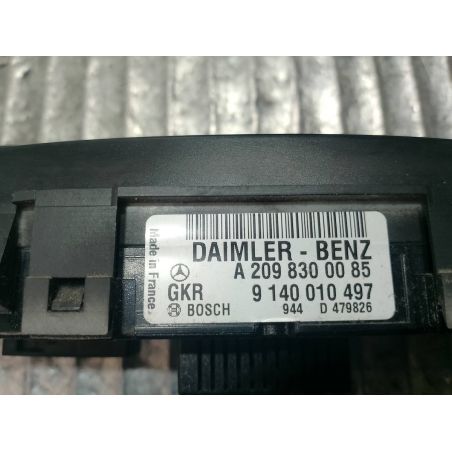 Made in France
DAIMLER - BENZ
A 209 830 00 85
GKR 9 140 010 497
BOSCH 944 D 479826